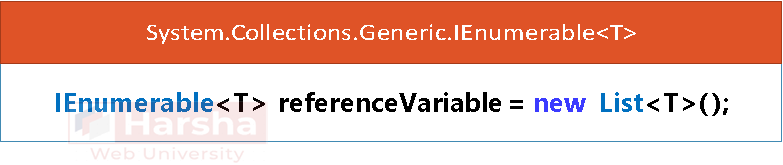 System.Collections.Generic.IEnumerable<T>
IEnumerable<T> referenceVariable = new List<T>();
Harsha
Web University